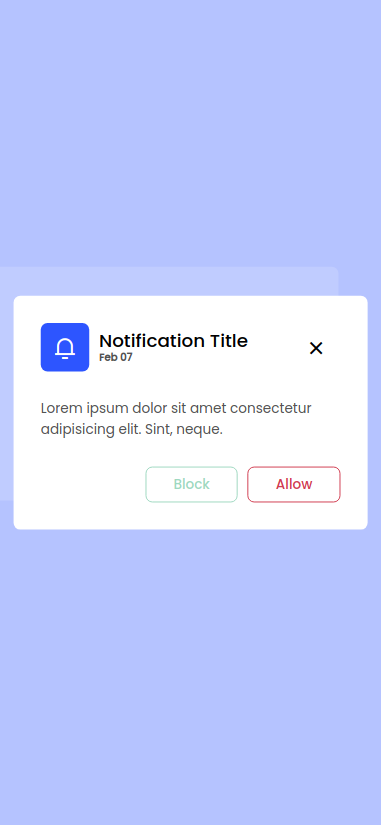 Notification Title
Feb 07
Lorem ipsum dolor sit amet consectetur
adipisicing elit. Sint, neque.
Block
Allow